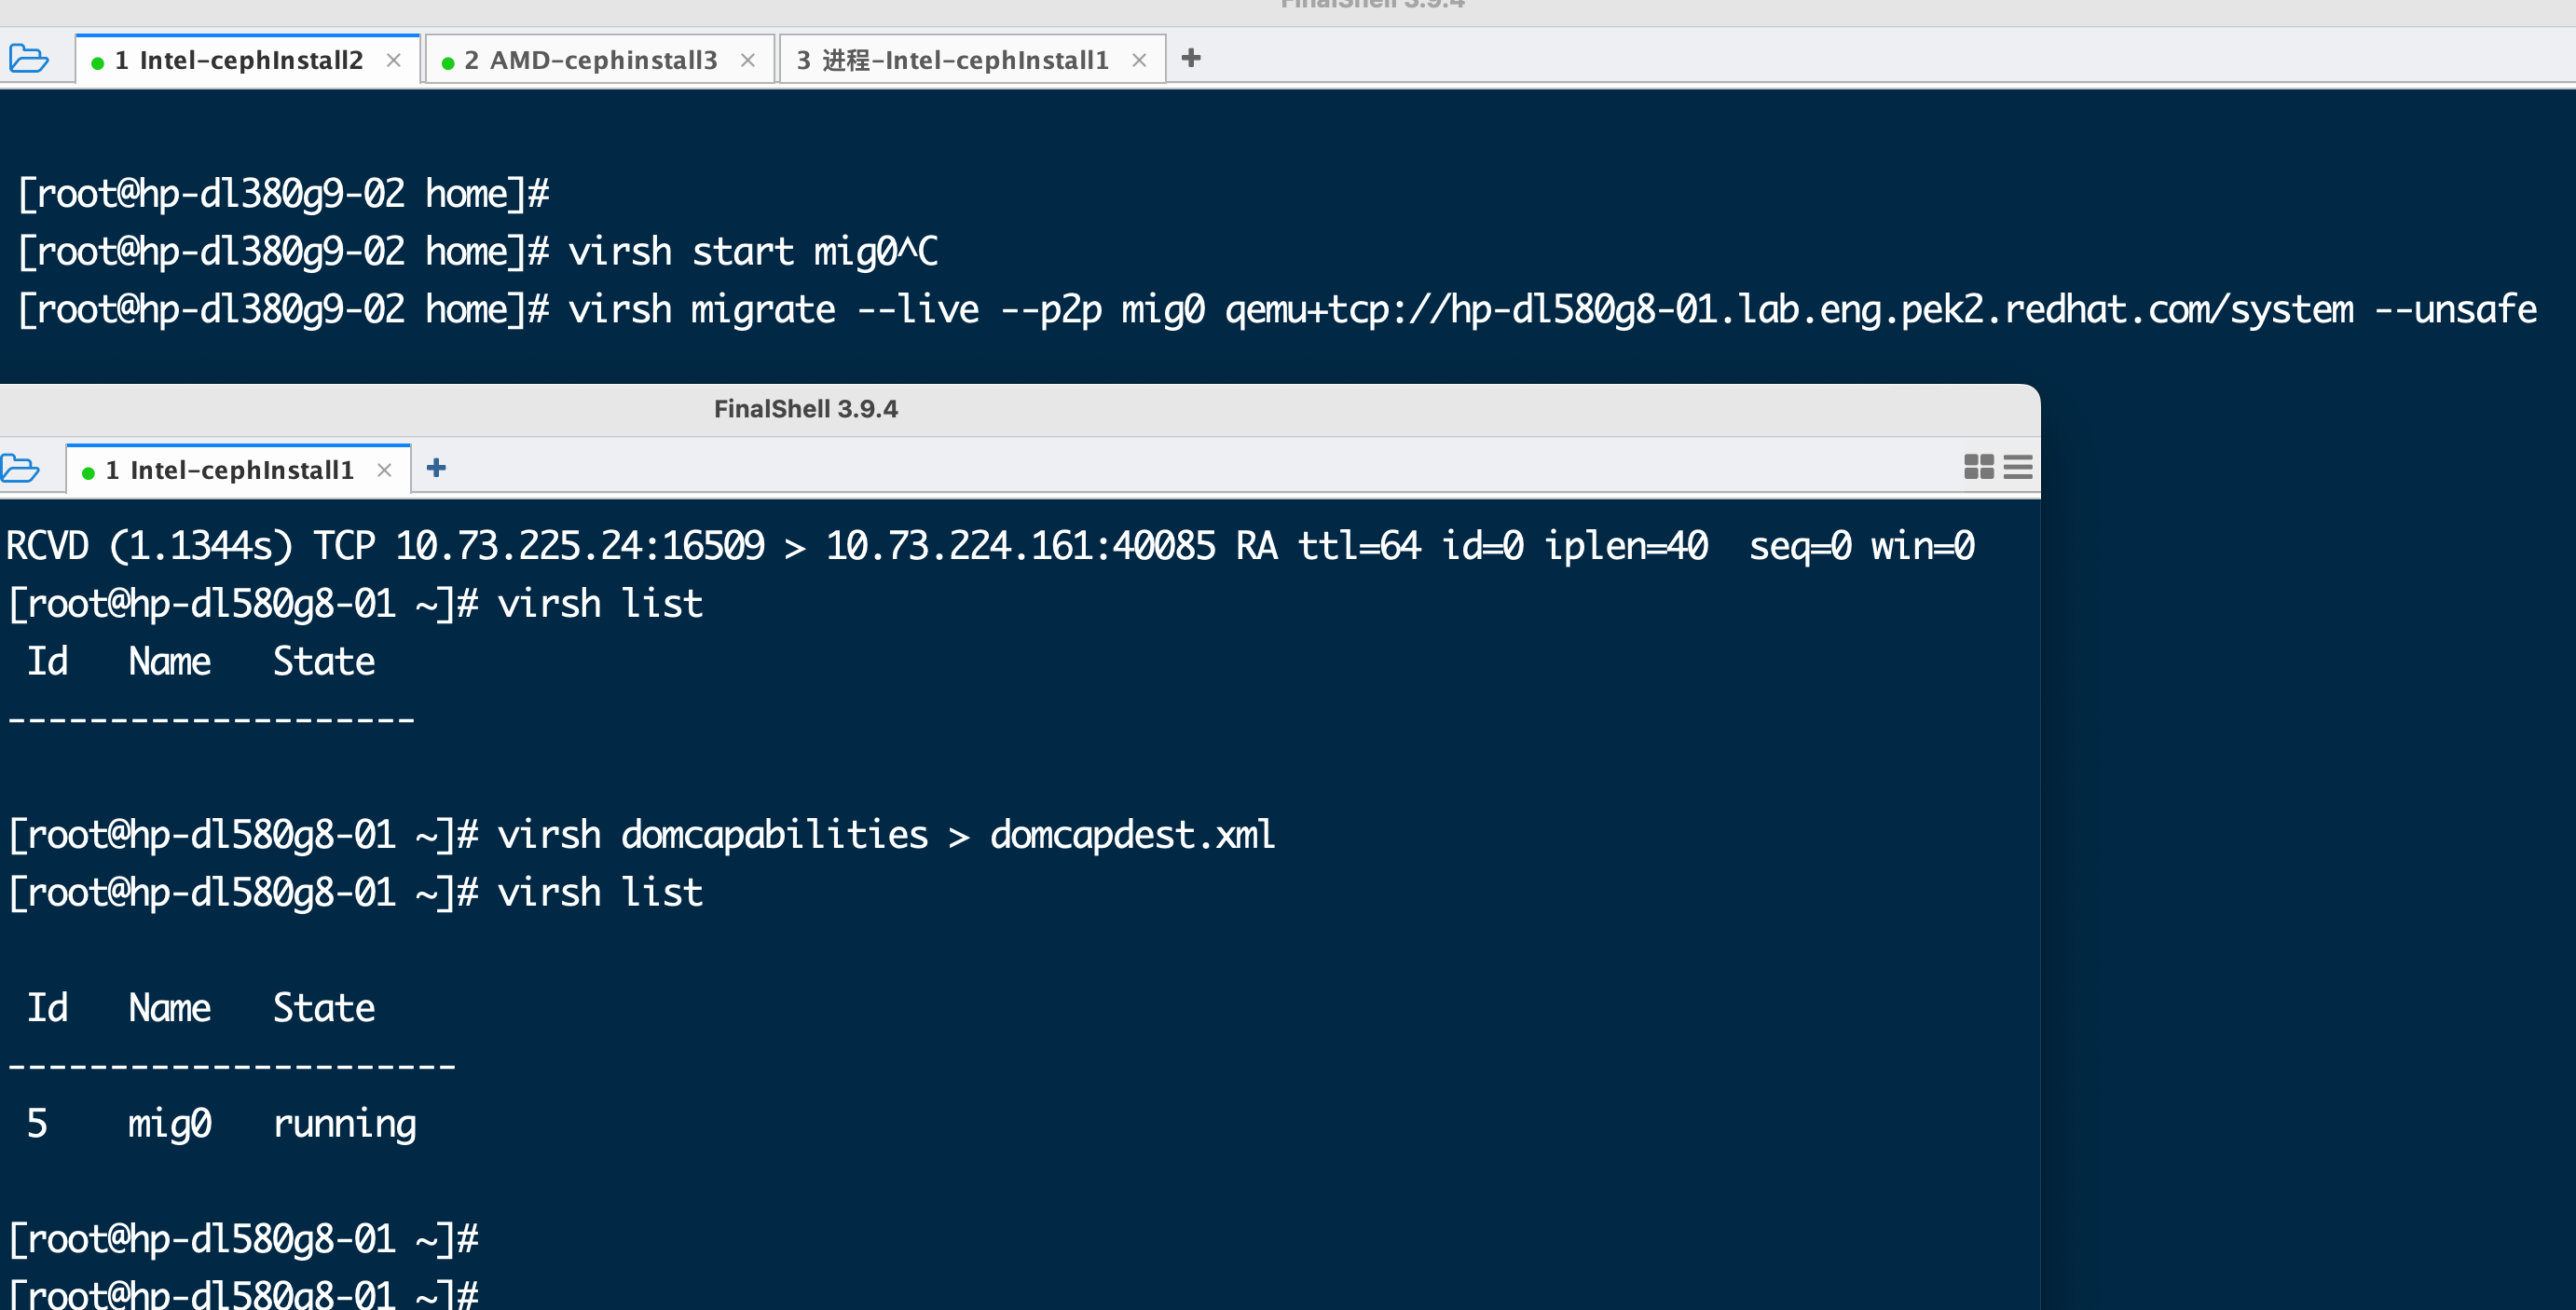 FinalShell 3.9.4
1 Intel-cephInstall2 × 2 AMD-cephinstall3 × 3 进程-Intel-cephInstall1 × +
[root@hp-dl380g9-02 home]#
[root@hp-dl380g9-02 home]# virsh start mig0^C
[root@hp-dl380g9-02 home]# virsh migrate --live --p2p mig0 qemu+tcp://hp-dl580g8-01.lab.eng.pek2.redhat.com/system --unsafe
FinalShell 3.9.4
1 Intel-cephInstall1 × +
RCVD (1.1344s) TCP 10.73.225.24:16509 > 10.73.224.161:40085 RA ttl=64 id=0 iplen=40  seq=0 win=0
[root@hp-dl580g8-01 ~]# virsh list
Id   Name   State
--------------------
[root@hp-dl580g8-01 ~]# virsh domcapabilities > domcapdest.xml
[root@hp-dl580g8-01 ~]# virsh list
Id   Name   State
----------------------
5    mig0   running
[root@hp-dl580g8-01 ~]#
[root@hp-dl580g8-01 ~]#